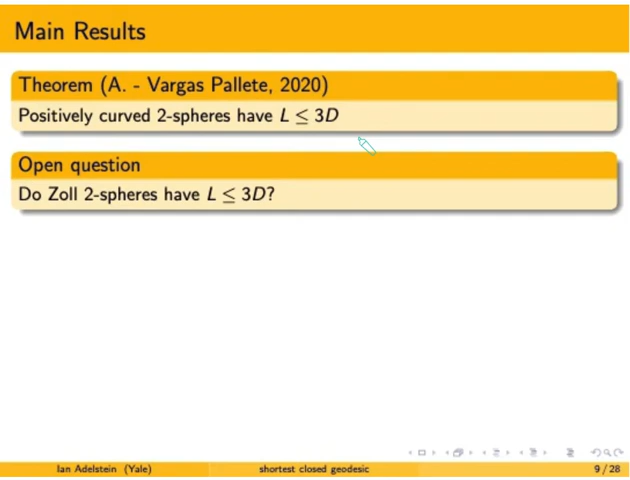 Main Results
Theorem (A. - Vargas Pallete, 2020)
Positively curved 2-spheres have L ≤ 3D
Open question
Do Zoll 2-spheres have L ≤ 3D?
Ian Adelstein (Yale) shortest closed geodesic 9 / 28